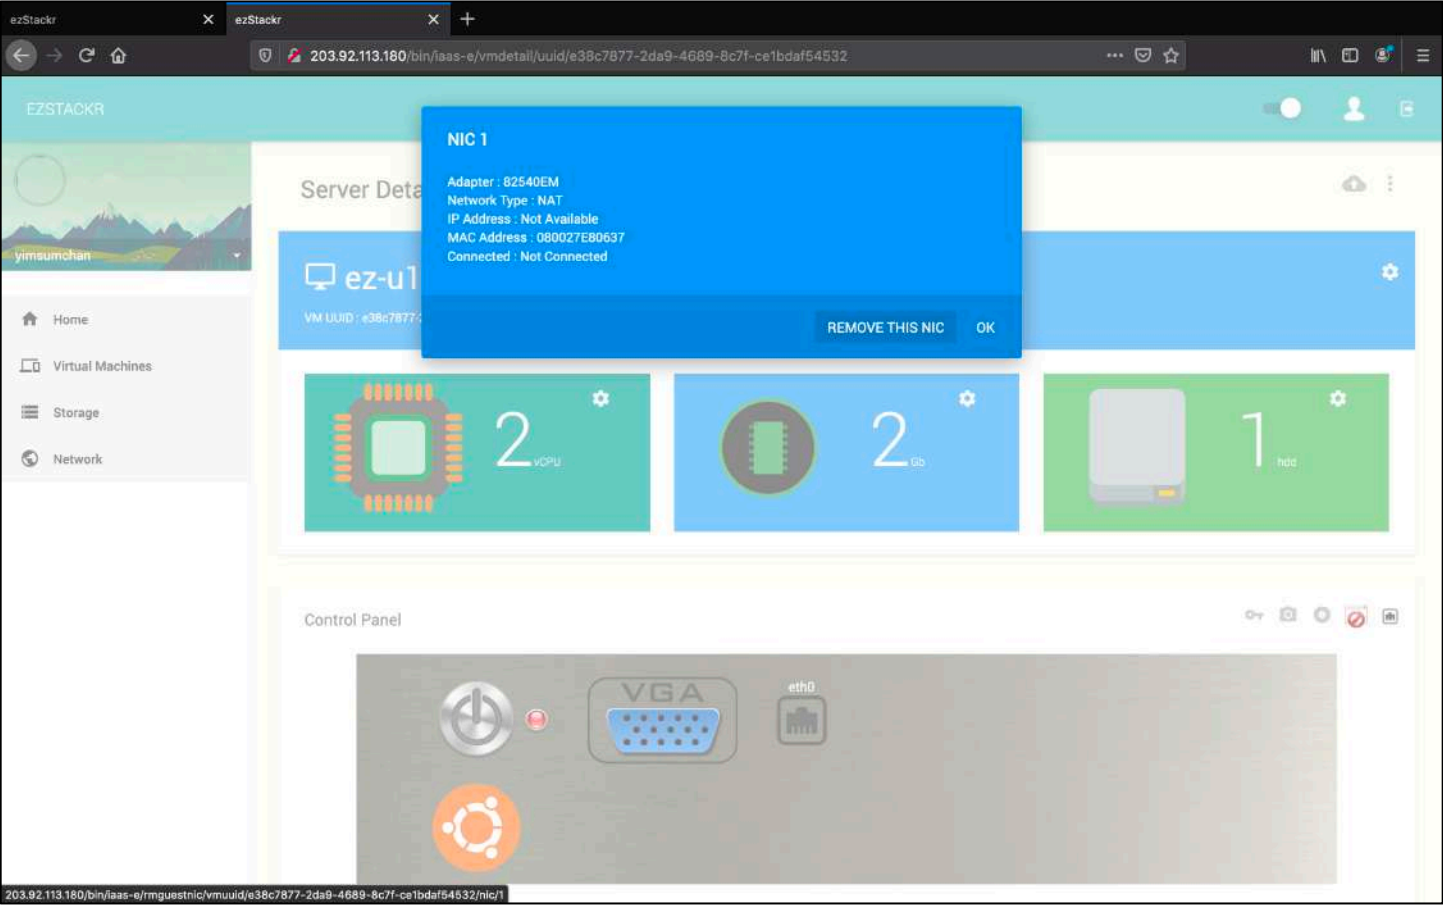 ezStackr
ezStackr
203.92.113.180/bin/iaas-e/vmdetail/uuid/e38c7877-2da9-4689-8c7f-ce1bdaf54532
EZSTACKR
NIC 1
Adapter : 82540EM
Network Type : NAT
IP Address : Not Available
MAC Address : 080027E80637
Connected : Not Connected
REMOVE THIS NIC OK
Server Deta
yimsumchan
ez-u1
VM UUID : e38c7877-2
Home
Virtual Machines
Storage
Network
2 vCPU
2 Gb
1 hdd
Control Panel
VGA
eth0
203.92.113.180/bin/iaas-e/rmguestnic/vmuuid/e38c7877-2da9-4689-8c7f-ce1bdaf54532/nic/1